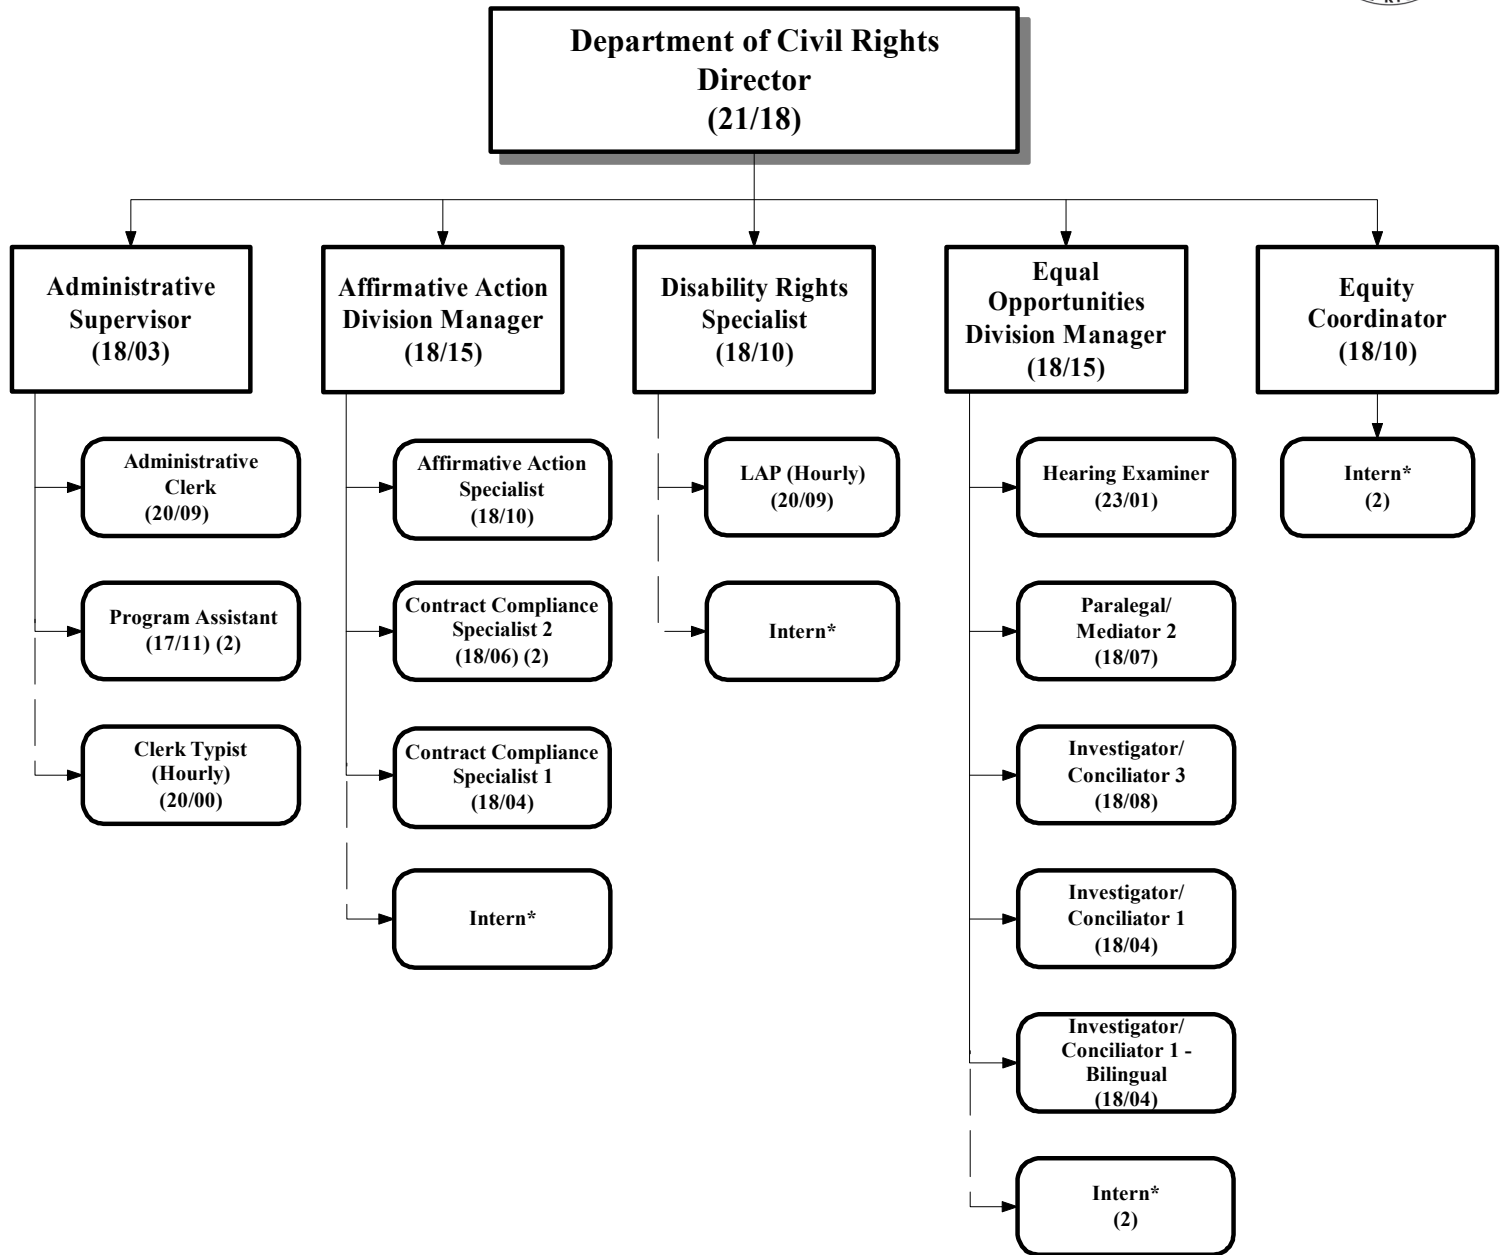 Department of Civil Rights
Director
(21/18)
Administrative
Supervisor
(18/03)
Administrative
Clerk
(20/09)
Program Assistant
(17/11) (2)
Clerk Typist
(Hourly)
(20/00)
Affirmative Action
Division Manager
(18/15)
Affirmative Action
Specialist
(18/10)
Contract Compliance
Specialist 2
(18/06) (2)
Contract Compliance
Specialist 1
(18/04)
Intern*
Disability Rights
Specialist
(18/10)
LAP (Hourly)
(20/09)
Intern*
Equal
Opportunities
Division Manager
(18/15)
Hearing Examiner
(23/01)
Paralegal/
Mediator 2
(18/07)
Investigator/
Conciliator 3
(18/08)
Investigator/
Conciliator 1
(18/04)
Investigator/
Conciliator 1 -
Bilingual
(18/04)
Intern*
(2)
Equity
Coordinator
(18/10)
Intern*
(2)